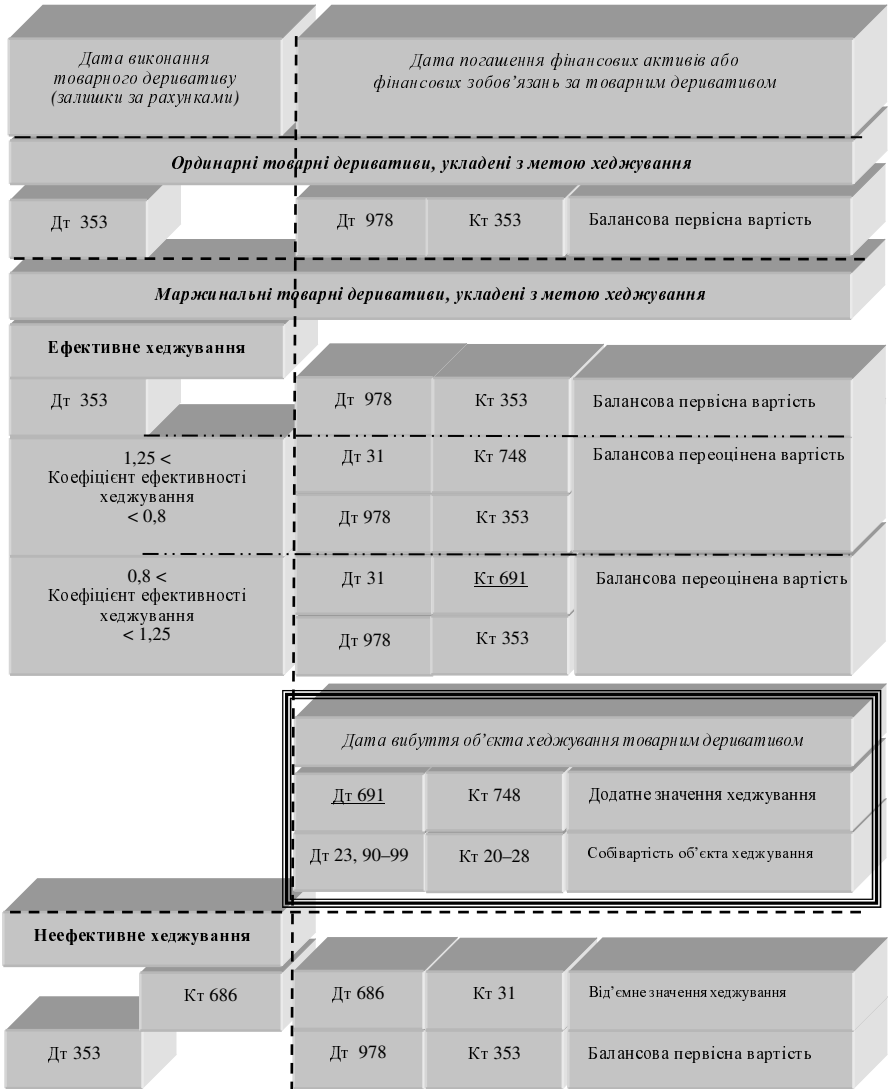 Дата виконання
товарного деривативу
(залишки за рахунками)
Дата погашення фінансових активів або
фінансових зобов’язань за товарним деривативом
Ординарні товарні деривативи, укладені з метою хеджування
Дт 353
Дт 978
Кт 353
Балансова первісна вартість
Маржинальні товарні деривативи, укладені з метою хеджування
Ефективне хеджування
Дт 353
Дт 978
Кт 353
Балансова первісна вартість
1,25 <
Коефіцієнт ефективності
хеджування
< 0,8
Дт 31
Кт 748
Балансова переоцінена вартість
Дт 978
Кт 353
0,8 <
Коефіцієнт ефективності
хеджування
< 1,25
Дт 31
Кт 691
Балансова переоцінена вартість
Дт 978
Кт 353
Дата вибуття об’єкта хеджування товарним деривативом
Дт 691
Кт 748
Додатне значення хеджування
Дт 23, 90–99
Кт 20–28
Собівартість об’єкта хеджування
Неефективне хеджування
Кт 686
Дт 686
Кт 31
Від’ємне значення хеджування
Дт 353
Дт 978
Кт 353
Балансова первісна вартість